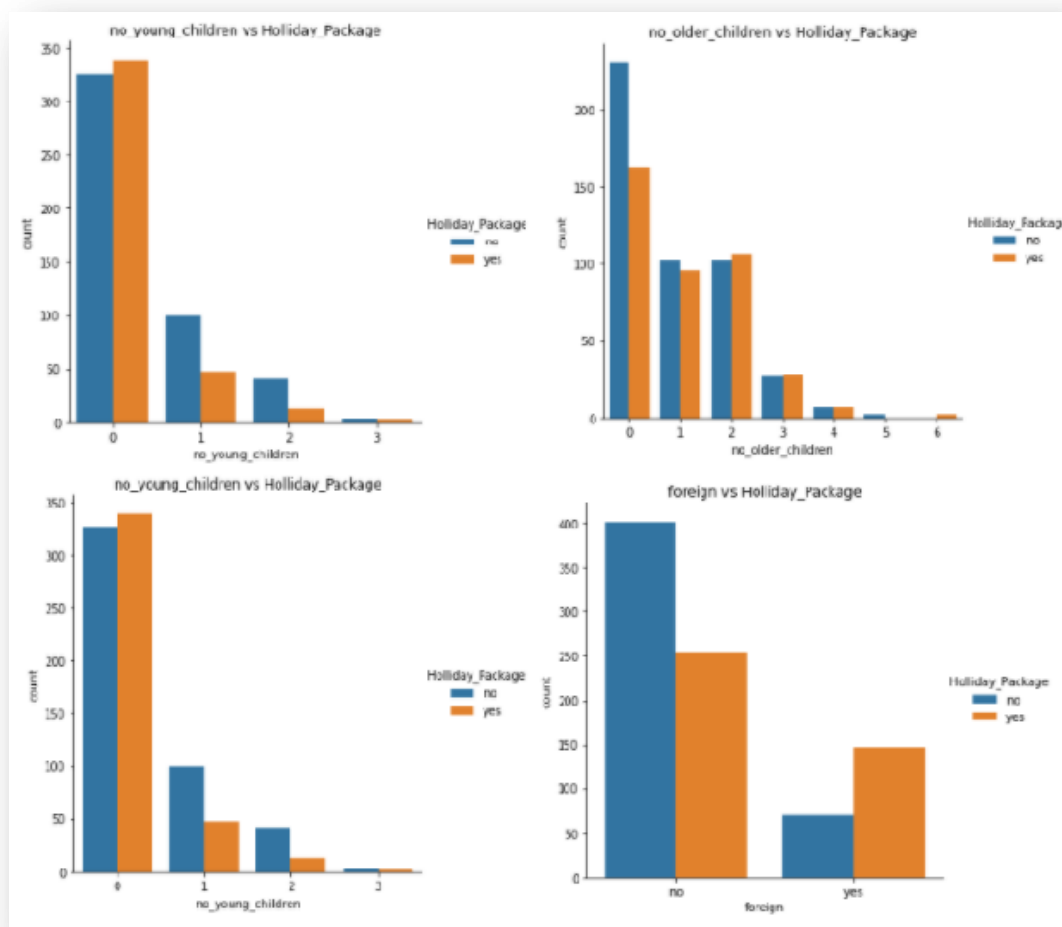 no_young_children vs Holliday_Package
350
300
250
200
150
100
50
0
count
0 1 2 3
no_young_children
Holliday_Package
no
yes
no_older_children vs Holliday_Package
200
150
100
50
0
count
0 1 2 3 4 5 6
no_older_children
Holliday_Package
no
yes
no_young_children vs Holliday_Package
350
300
250
200
150
100
50
0
count
0 1 2 3
no_young_children
Holliday_Package
no
yes
foreign vs Holliday_Package
400
350
300
250
200
150
100
50
0
count
no yes
foreign
Holliday_Package
no
yes